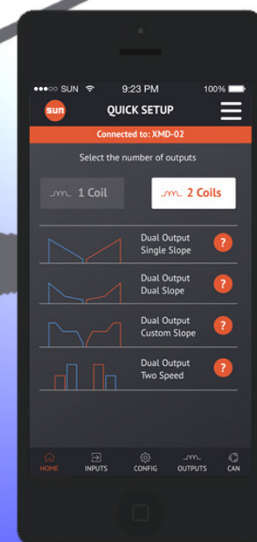 SUN
9:23 PM
100%
sun
QUICK SETUP
Connected to: XMD-02
Select the number of outputs
1 Coil
2 Coils
Dual Output
Single Slope
?
Dual Output
Dual Slope
?
Dual Output
Custom Slope
?
Dual Output
Two Speed
?
HOME
INPUTS
CONFIG
OUTPUTS
CAN